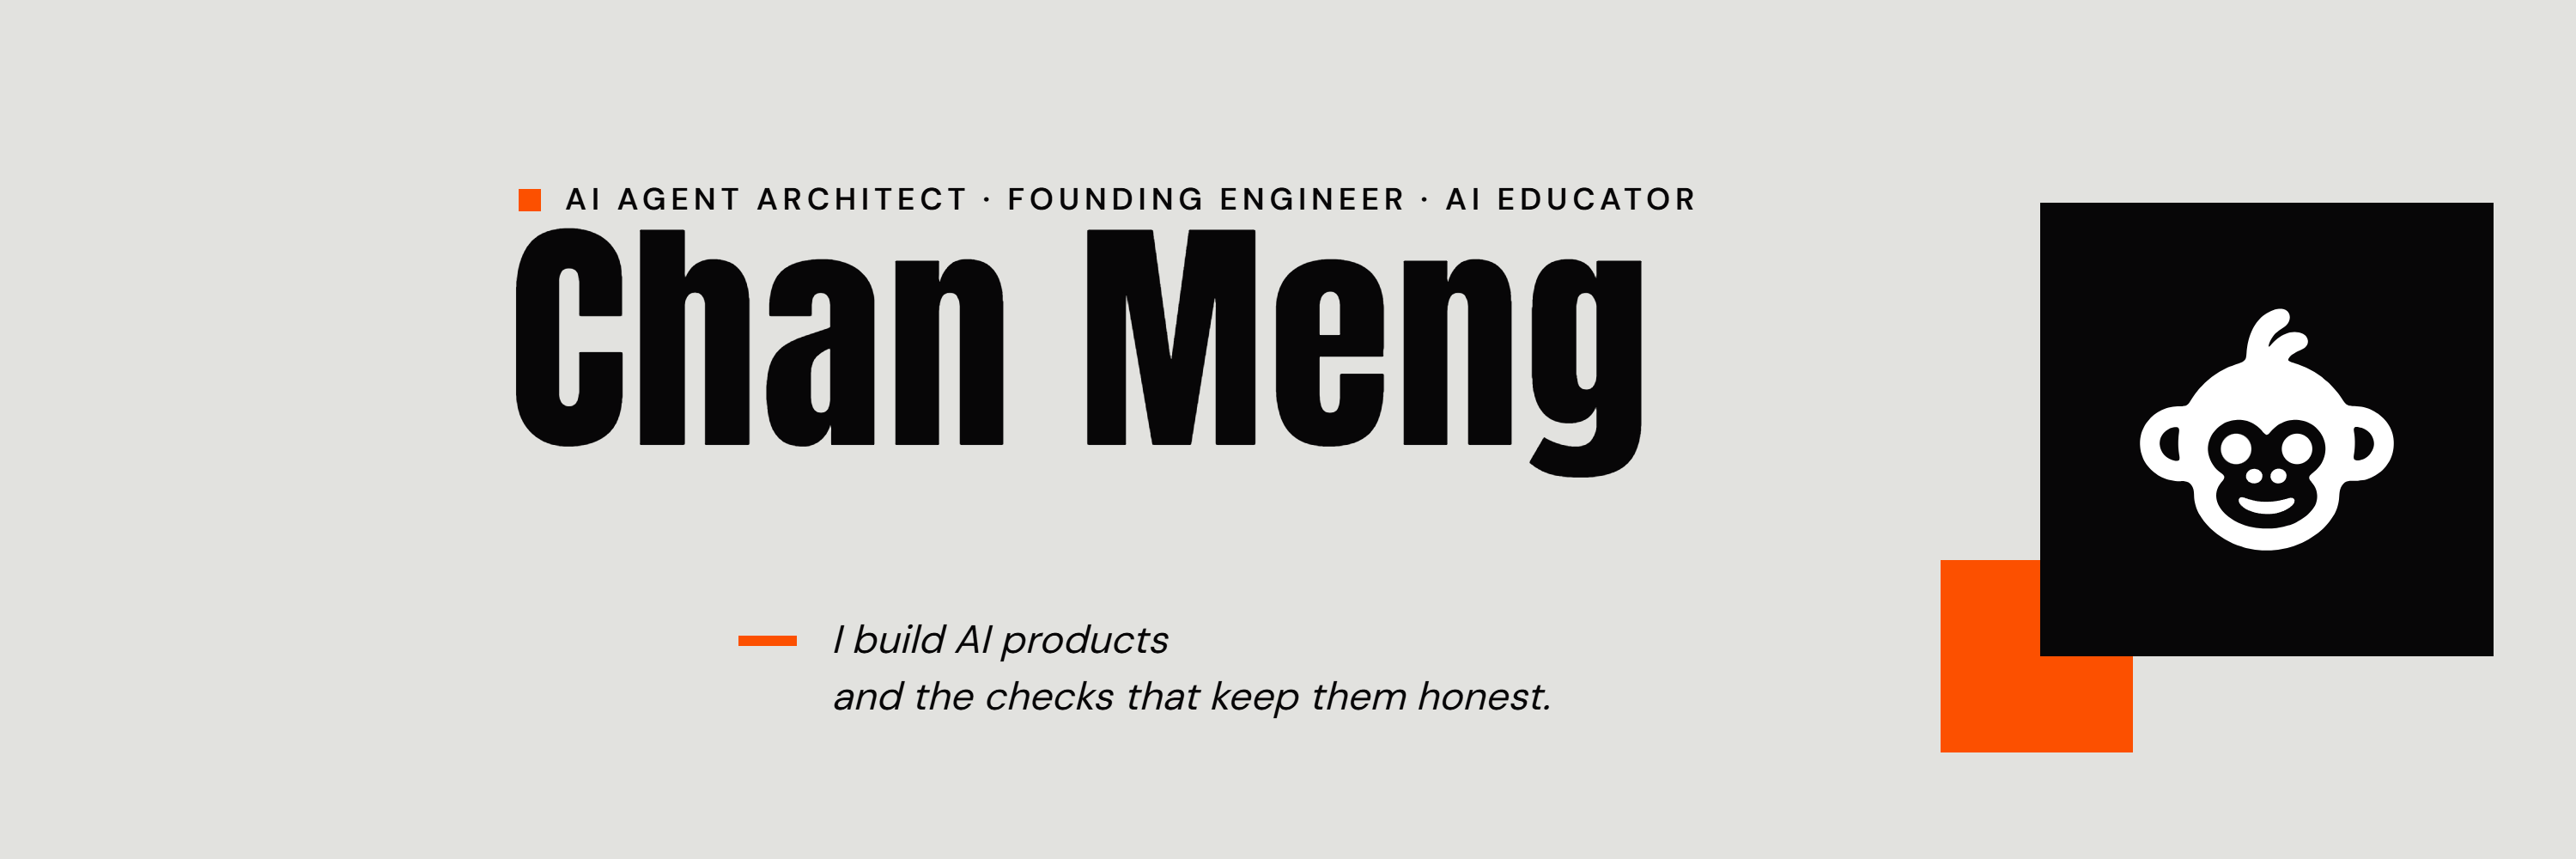 AI AGENT ARCHITECT · FOUNDING ENGINEER · AI EDUCATOR
Chan Meng
I build AI products
and the checks that keep them honest.